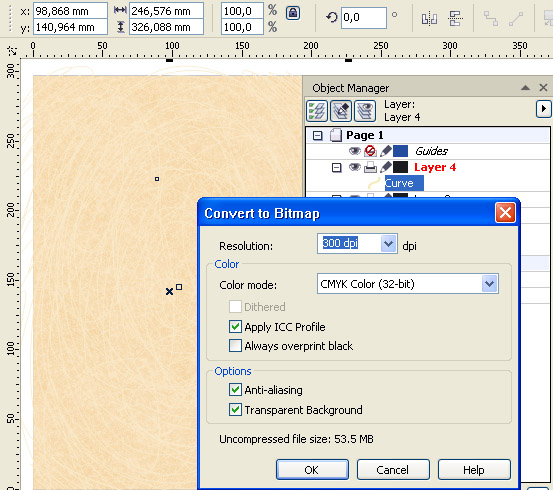 x: 98,868 mm 246,576 mm 100,0 % 0,0 °
y: 140,964 mm 326,088 mm 100,0 %
0 50 100 150 200 250 300 350
300
250
200
150
100
50
0
Object Manager
Layer:
Layer 4
Page 1
Guides
Layer 4
Curve
Convert to Bitmap
Resolution: 300 dpi dpi
Color
Color mode: CMYK Color (32-bit)
Dithered
Apply ICC Profile
Always overprint black
Options
Anti-aliasing
Transparent Background
Uncompressed file size: 53.5 MB
OK Cancel Help